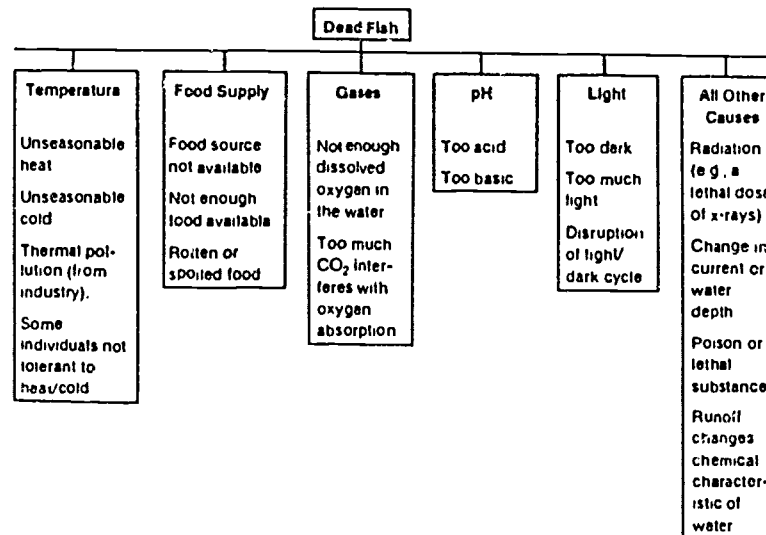 Dead Fish
Temperatura
Unseasonable
heat
Unseasonable
cold
Thermal pol-
lution (from
industry).
Some
individuals not
tolerant to
heat/cold
Food Supply
Food source
not available
Not enough
food available
Rotten or
spoiled food
Gases
Not enough
dissolved
oxygen in
the water
Too much
CO2 inter-
feres with
oxygen
absorption
pH
Too acid
Too basic
Light
Too dark
Too much
light
Disruption
of light/
dark cycle
All Other
Causes
Radiation
(e g , a
lethal dose
of x-rays)
Change in
current or
water
depth
Poison or
lethal
substance
Runoff
changes
chemical
character-
istic of
water